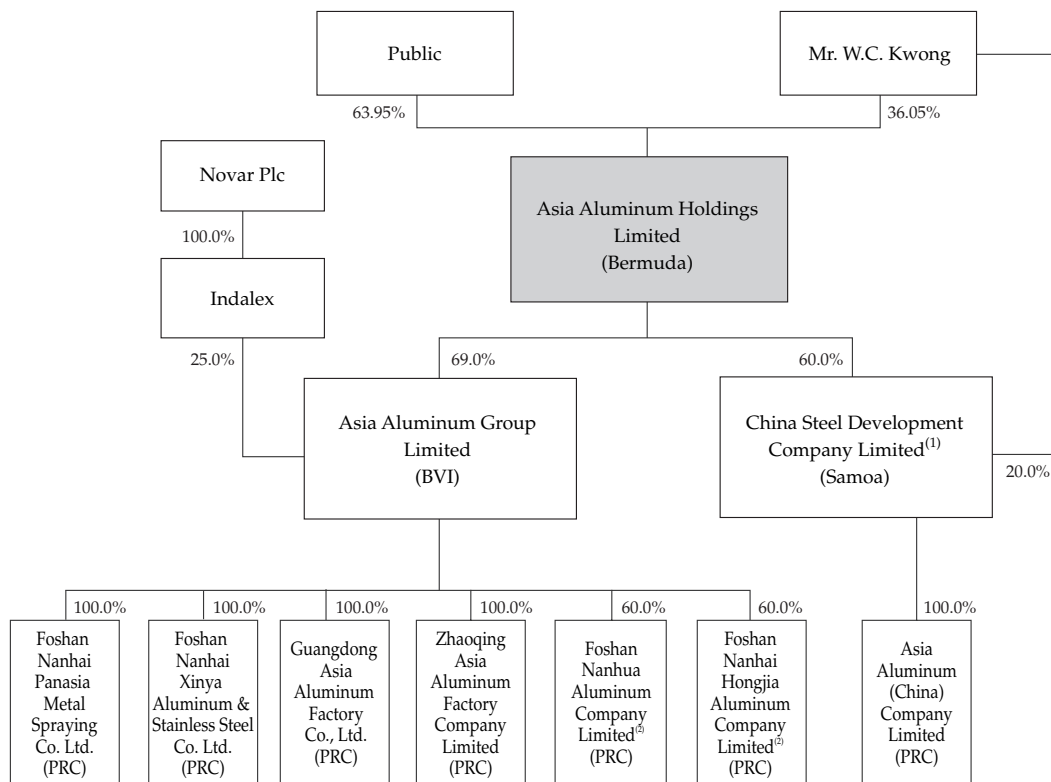 Public
Mr. W.C. Kwong
63.95%
36.05%
Novar Plc
Asia Aluminum Holdings
Limited
(Bermuda)
100.0%
Indalex
25.0%
69.0%
60.0%
Asia Aluminum Group
Limited
(BVI)
China Steel Development
Company Limited(1)
(Samoa)
20.0%
100.0%
100.0%
100.0%
100.0%
60.0%
60.0%
100.0%
Foshan
Nanhai
Panasia
Metal
Spraying
Co. Ltd.
(PRC)
Foshan
Nanhai
Xinya
Aluminum &
Stainless Steel
Co. Ltd.
(PRC)
Guangdong
Asia
Aluminum
Factory
Co., Ltd.
(PRC)
Zhaoqing
Asia
Aluminum
Factory
Company
Limited
(PRC)
Foshan
Nanhua
Aluminum
Company
Limited(2)
(PRC)
Foshan
Nanhai
Hongjia
Aluminum
Company
Limited(2)
(PRC)
Asia
Aluminum
(China)
Company
Limited
(PRC)